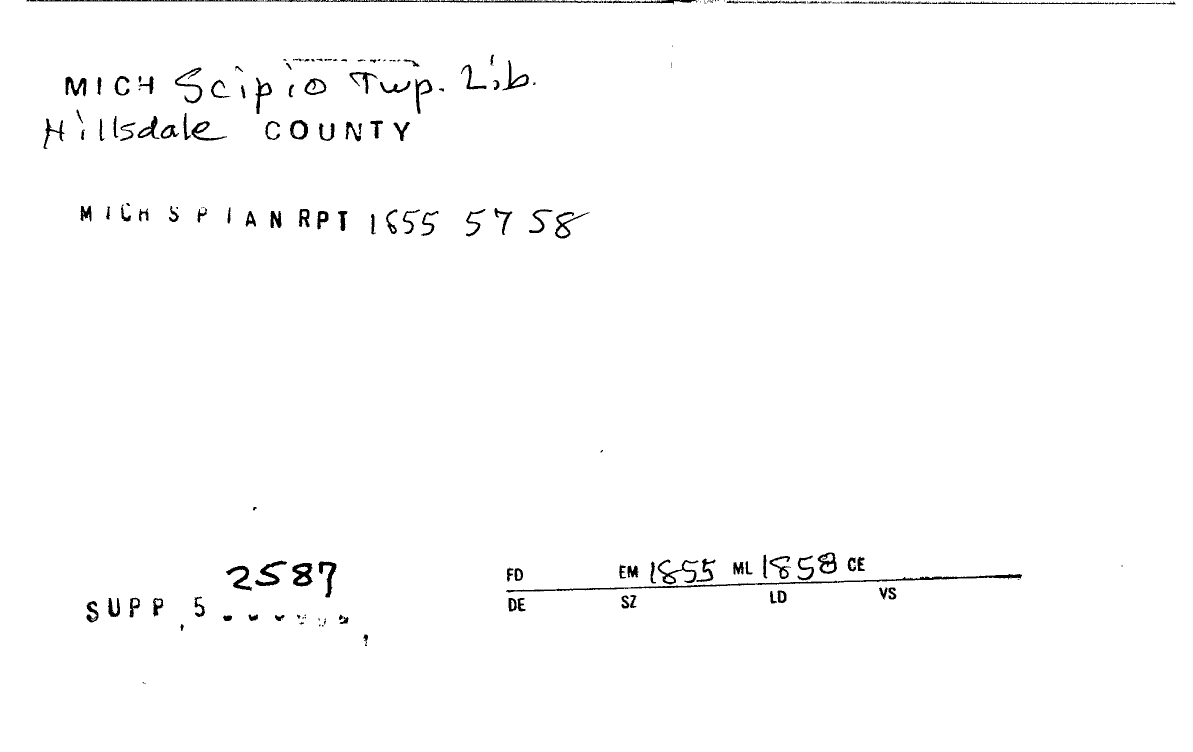 MICH Scipio Twp. Lib.
Hillsdale COUNTY
MICH S P I AN RPT 1855 57 58
2587
SUPP, 5 . . . . . . ,
FD EM 1855 ML 1858 CE
DE SZ LD VS